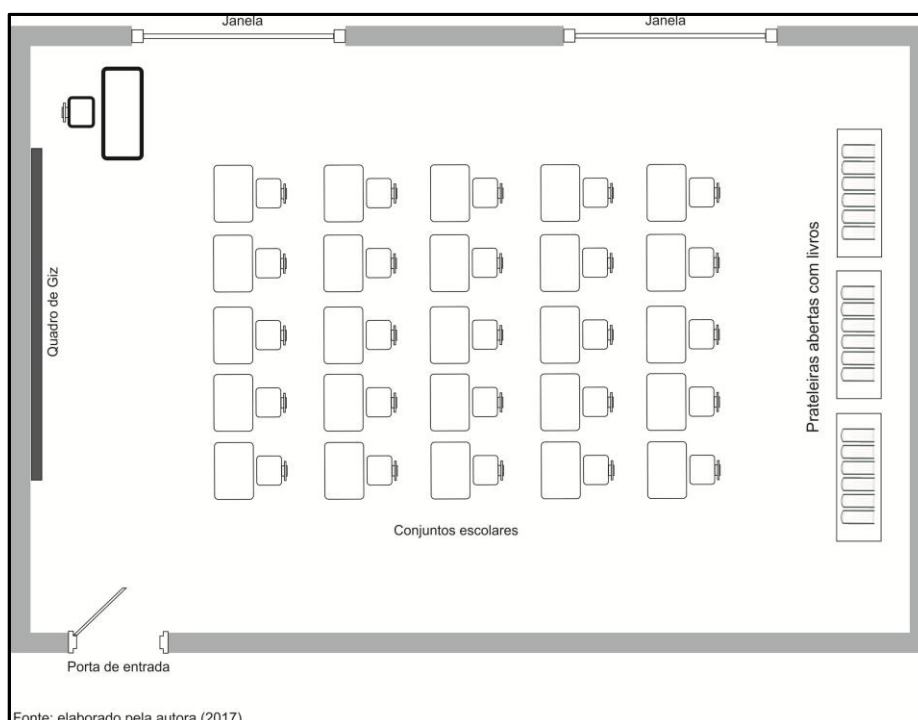 Janela
Janela
Quadro de Giz
Prateleiras abertas com livros
Conjuntos escolares
Porta de entrada
Fonte: elaborado pela autora (2017)